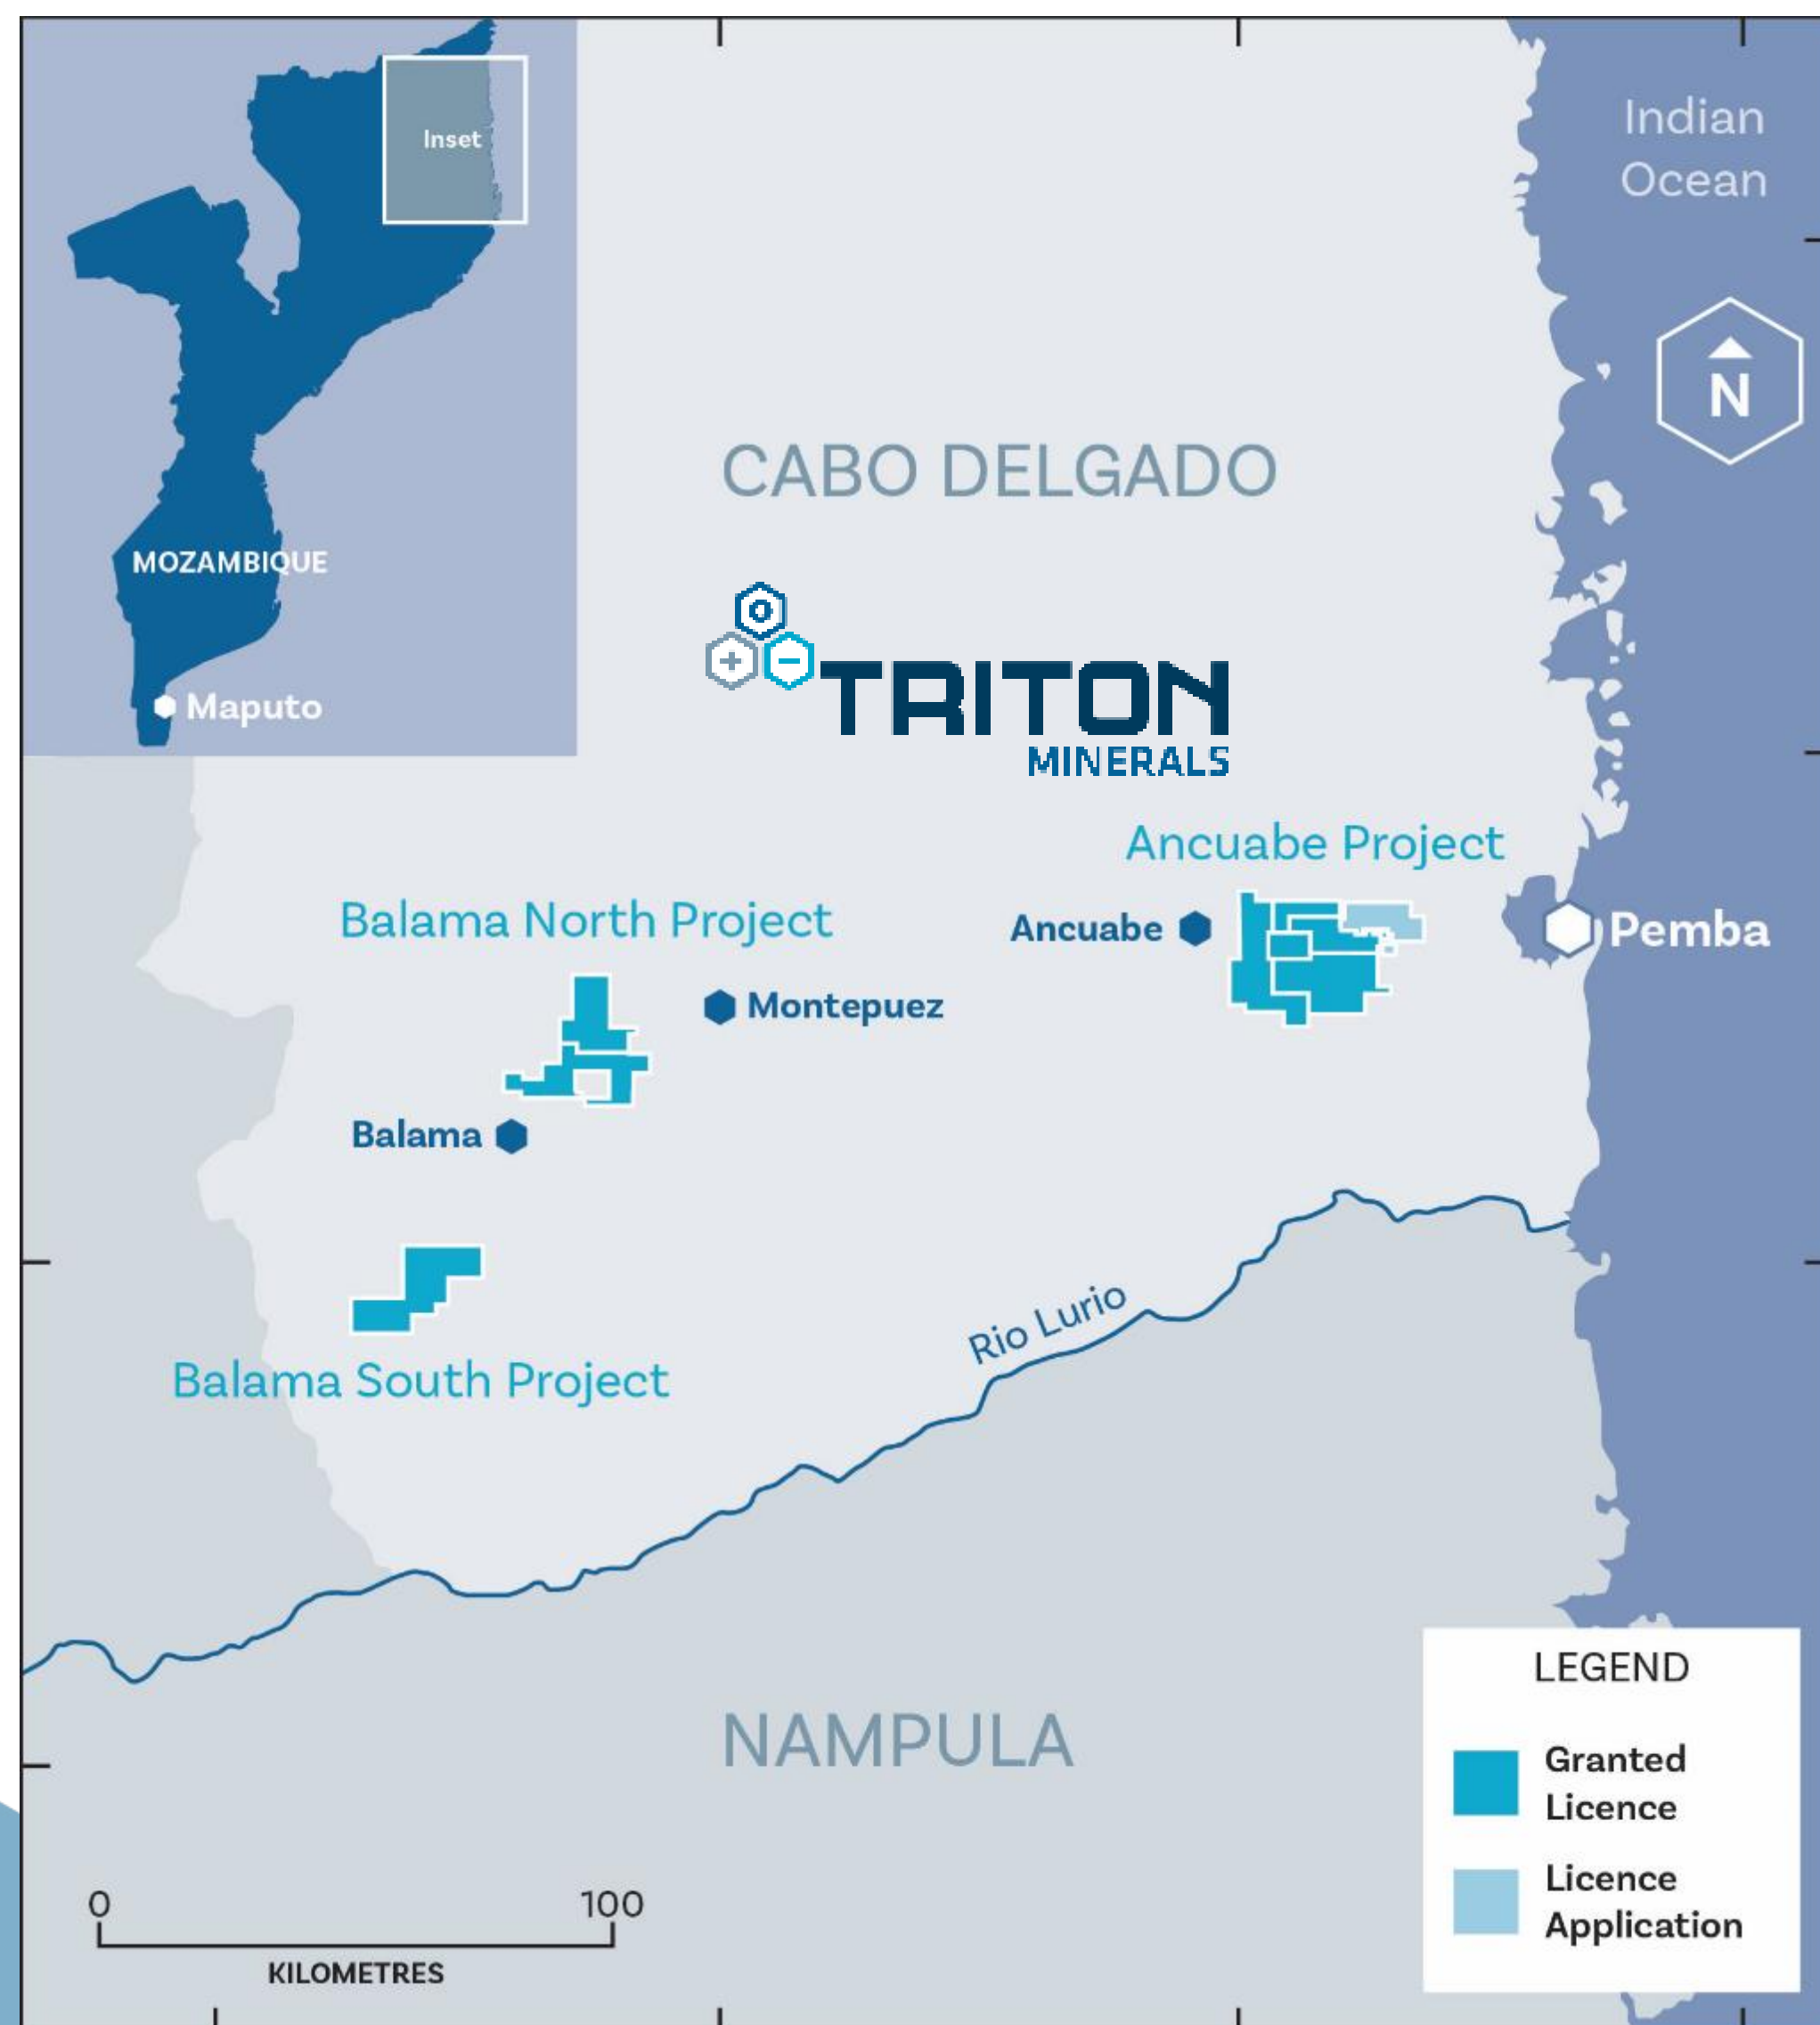 Inset
MOZAMBIQUE
Maputo
Indian
Ocean
N
CABO DELGADO
TRITON
MINERALS
Ancuabe Project
Balama North Project
Ancuabe
Pemba
Montepuez
Balama
Rio Lurio
Balama South Project
NAMPULA
LEGEND
Granted
Licence
Licence
Application
0 100
KILOMETRES